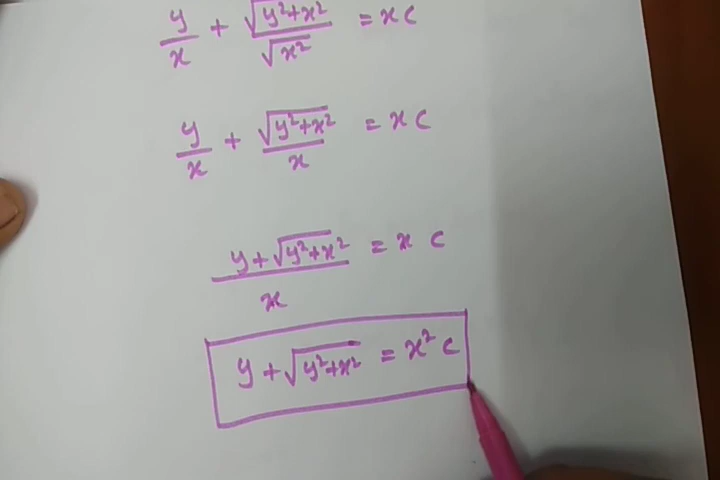 y/x + √(y²+x²)/√(x²) = x c
y/x + √(y²+x²)/x = x c
(y+√(y²+x²))/x = x c
y+√(y²+x²) = x² c